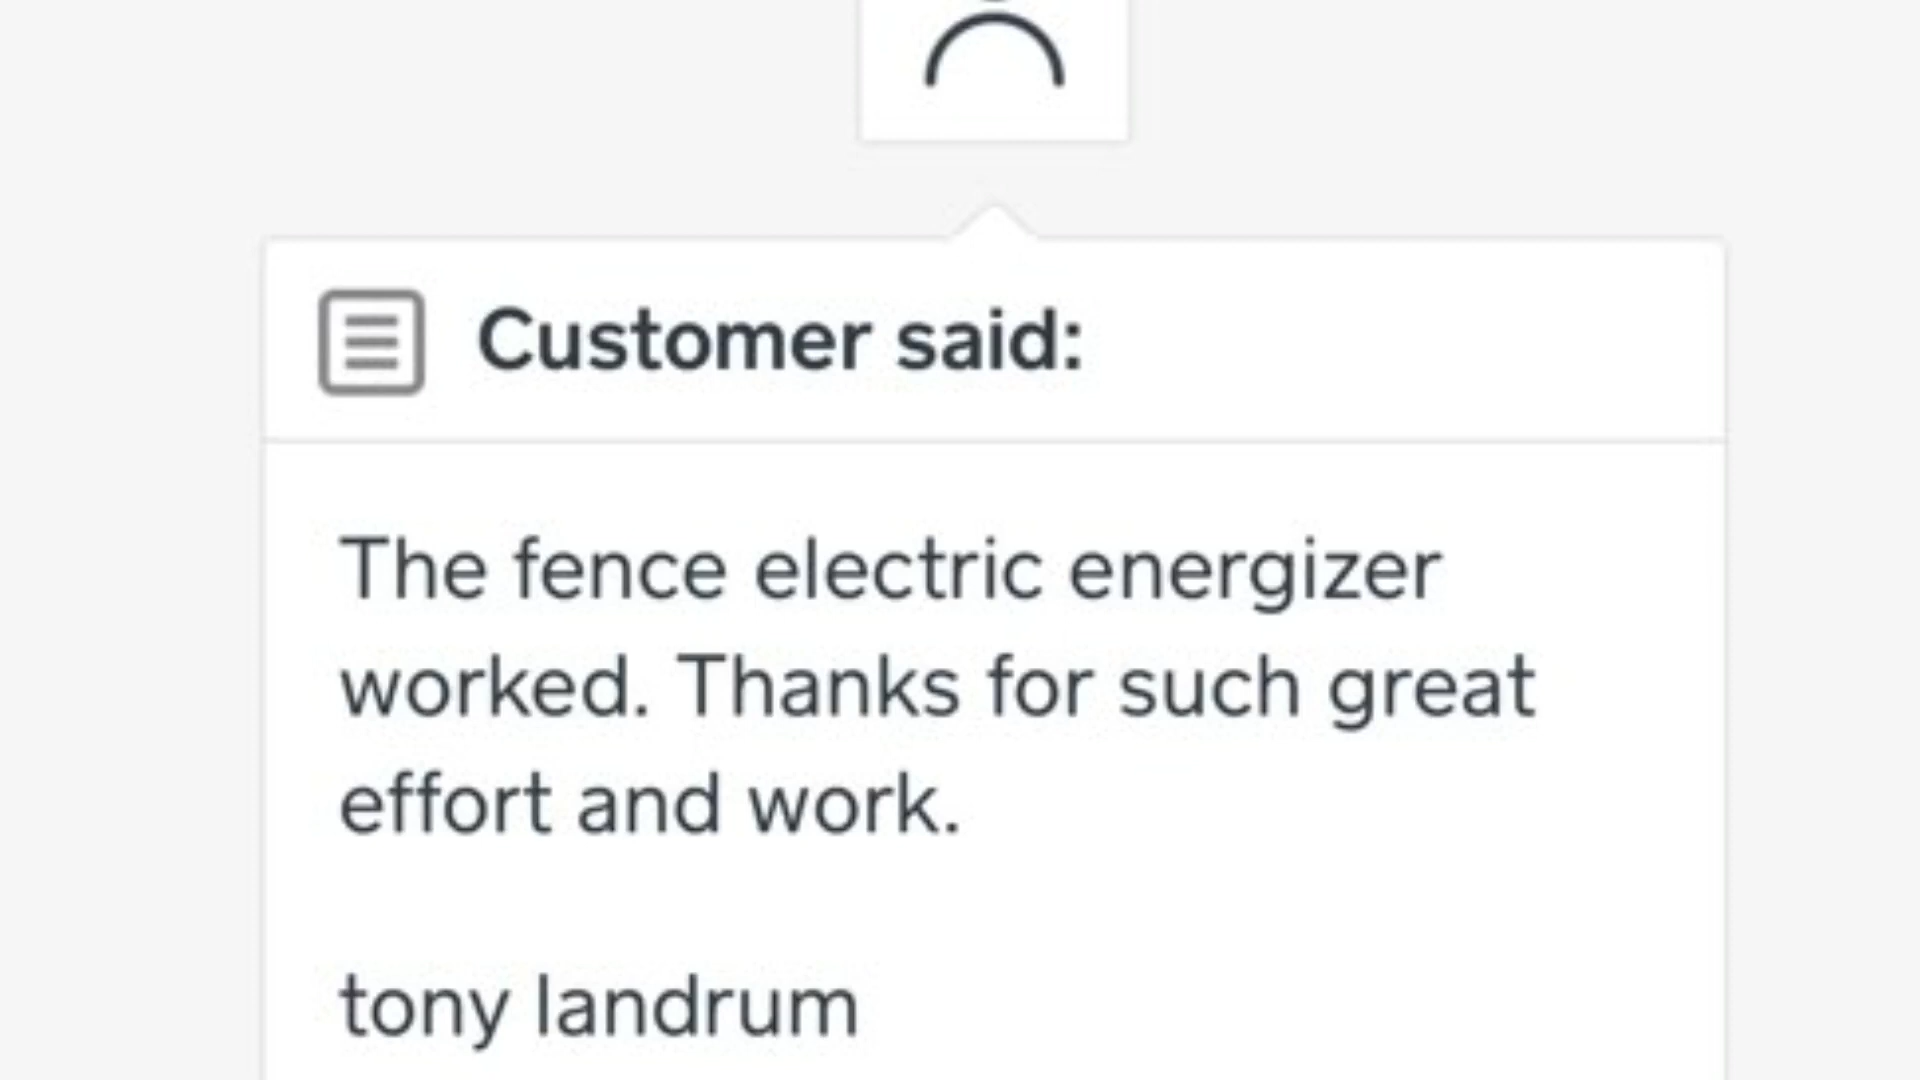 Customer said:
The fence electric energizer
worked. Thanks for such great
effort and work.
tony landrum